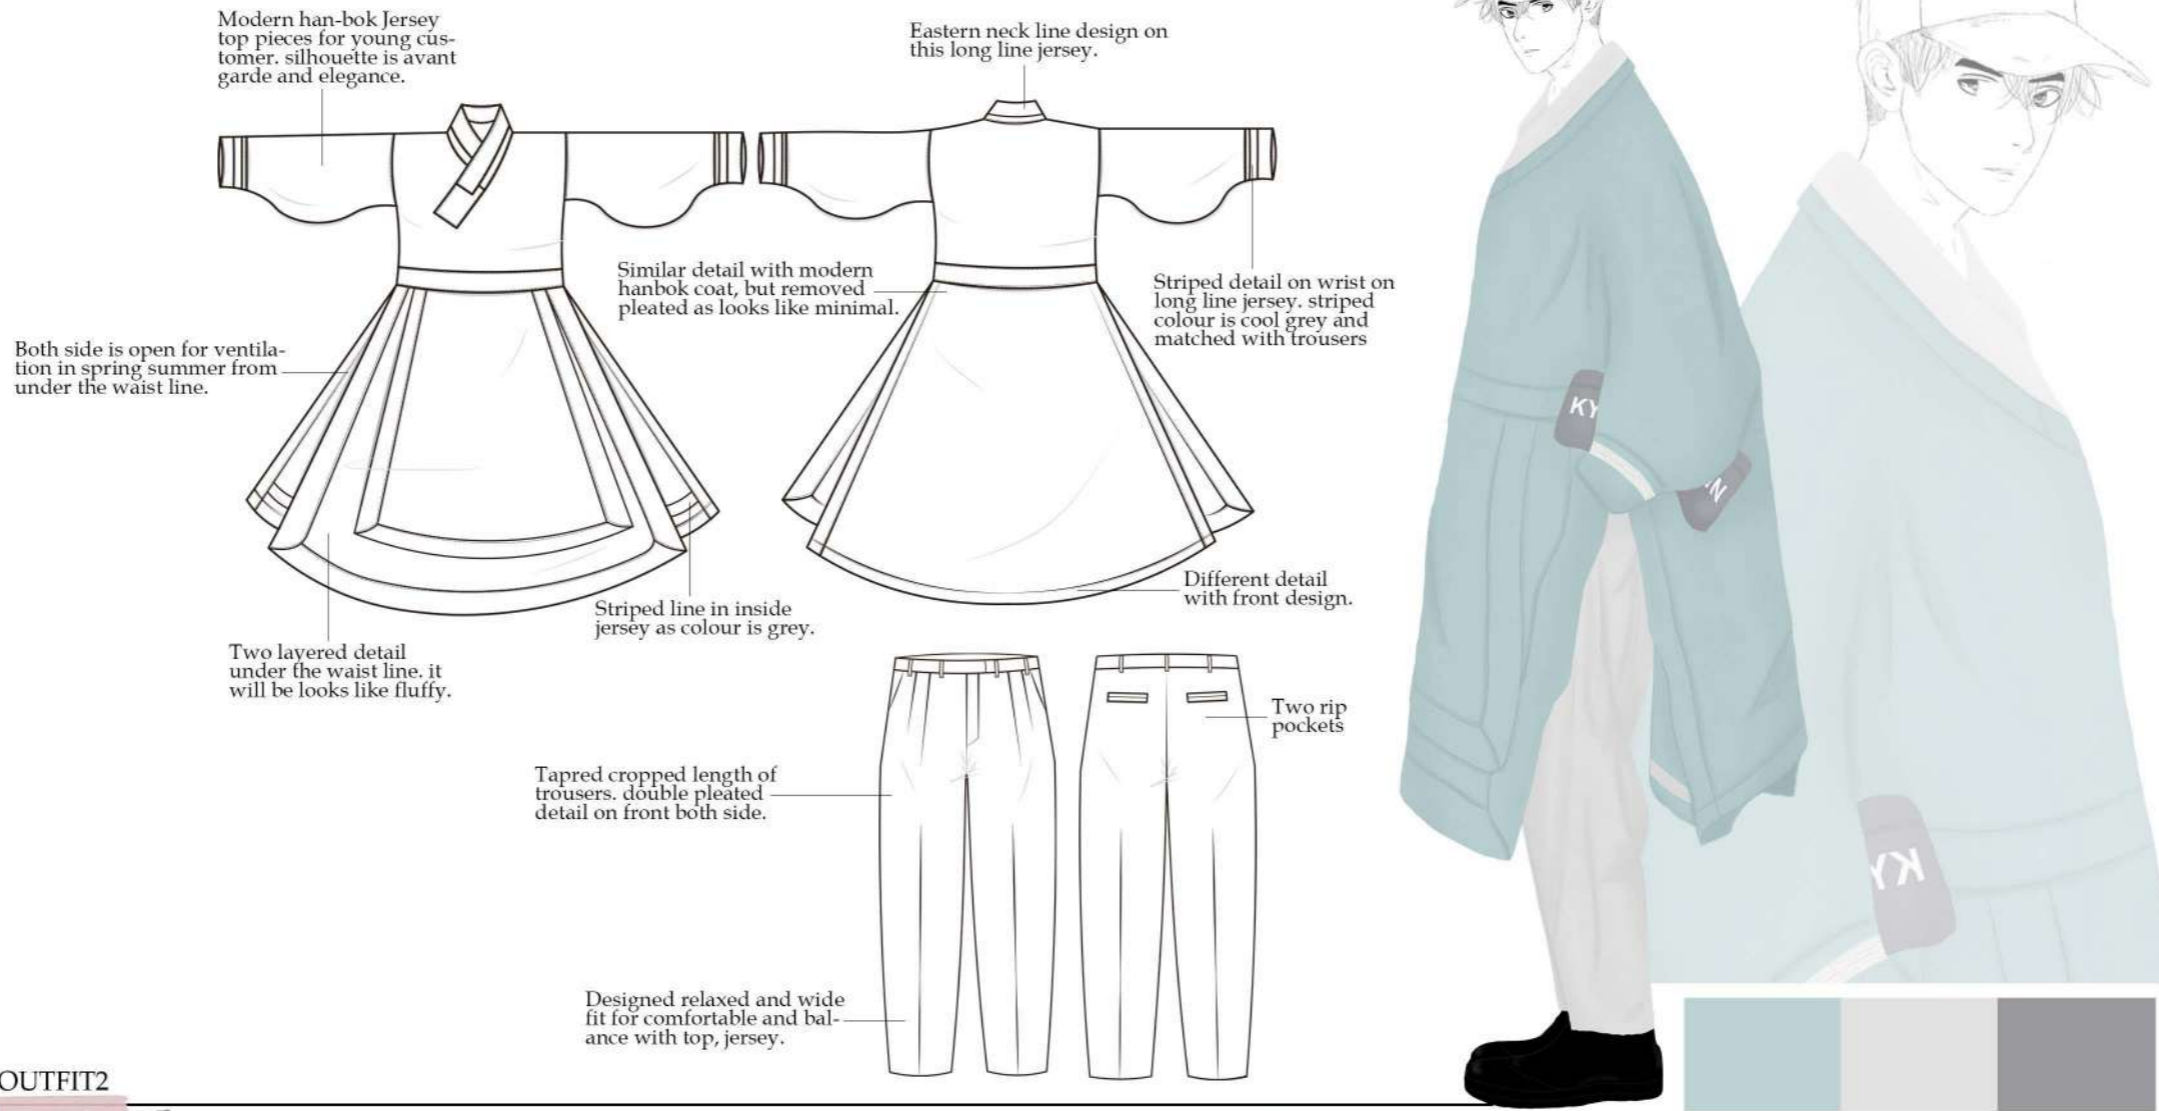 Modern han-bok Jersey
top pieces for young cus-
tomer. silhouette is avant
garde and elegance.
Eastern neck line design on
this long line jersey.
Similar detail with modern
hanbok coat, but removed
pleated as looks like minimal.
Striped detail on wrist on
long line jersey. striped
colour is cool grey and
matched with trousers
Both side is open for ventila-
tion in spring summer from
under the waist line.
Different detail
with front design.
Striped line in inside
jersey as colour is grey.
Two layered detail
under the waist line. it
will be looks like fluffy.
Two rip
pockets
Tapred cropped length of
trousers. double pleated
detail on front both side.
Designed relaxed and wide
fit for comfortable and bal-
ance with top, jersey.
KY
N
KY
OUTFIT2